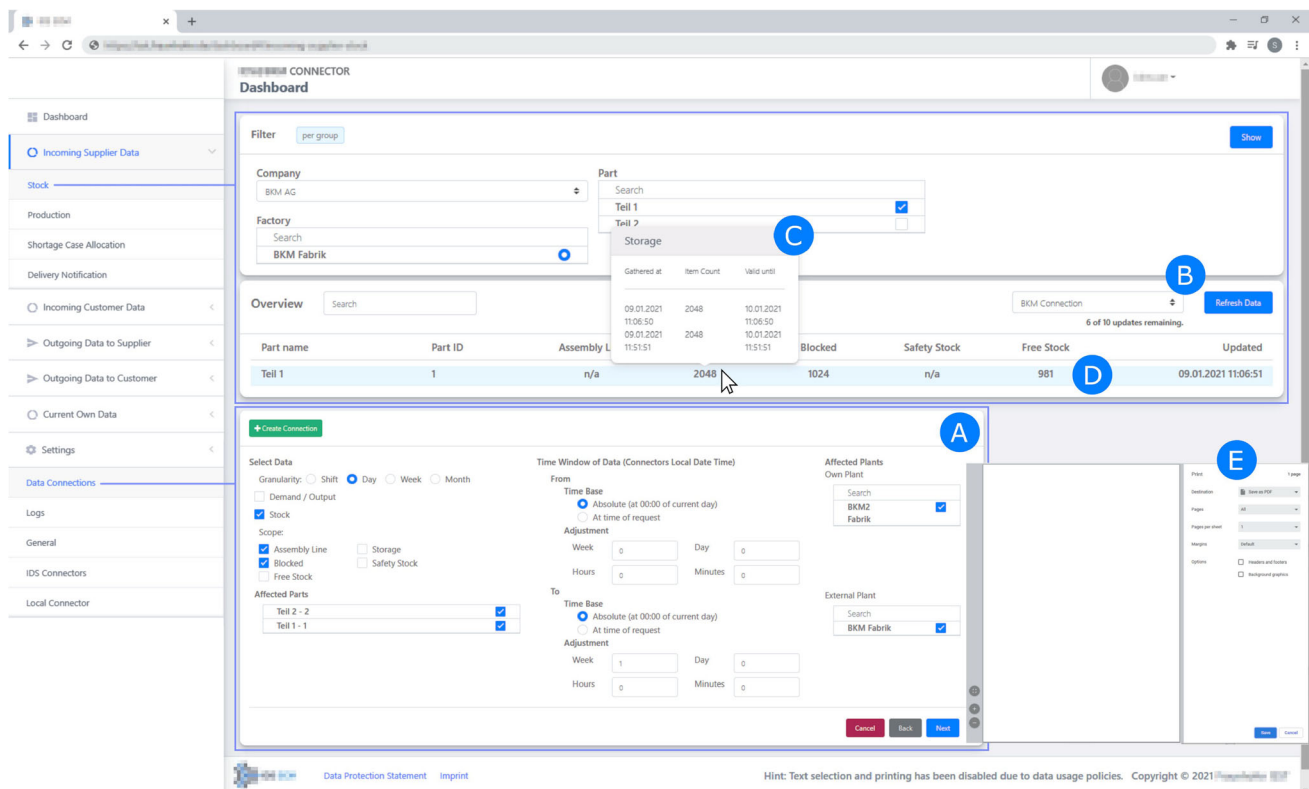 CONNECTOR
Dashboard
Dashboard
Incoming Supplier Data
Stock
Production
Shortage Case Allocation
Delivery Notification
Incoming Customer Data
Outgoing Data to Supplier
Outgoing Data to Customer
Current Own Data
Settings
Data Connections
Logs
General
IDS Connectors
Local Connector
Filter per group Show
Company
BKM AG
Factory
Search
BKM Fabrik
Part
Search
Teil 1
Teil 2
C
Storage
Gathered at Item Count Valid until
09.01.2021 2048 10.01.2021
11:06:50 11:06:50
09.01.2021 2048 10.01.2021
11:51:51 11:51:51
B
Overview Search BKM Connection Refresh Data
6 of 10 updates remaining.
Part name Part ID Assembly L Blocked Safety Stock Free Stock Updated
Teil 1 1 n/a 2048 1024 n/a 981 D 09.01.2021 11:06:51
+Create Connection
A
Select Data
Granularity: Shift Day Week Month
Demand / Output
Stock
Scope:
Assembly Line Storage
Blocked Safety Stock
Free Stock
Affected Parts
Teil 2 - 2
Teil 1 - 1
Time Window of Data (Connectors Local Date Time)
From
Time Base
Absolute (at 00:00 of current day)
At time of request
Adjustment
Week 0 Day 0
Hours 0 Minutes 0
To
Time Base
Absolute (at 00:00 of current day)
At time of request
Adjustment
Week 1 Day 0
Hours 0 Minutes 0
Affected Plants
Own Plant
Search
BKM2
Fabrik
External Plant
Search
BKM Fabrik
Cancel Back Next
E
Print 1 page
Destination Save as PDF
Pages All
Pages per sheet 1
Margins Default
Options Headers and footers
Background graphics
Save Cancel
Data Protection Statement Imprint
Hint: Text selection and printing has been disabled due to data usage policies. Copyright © 2021